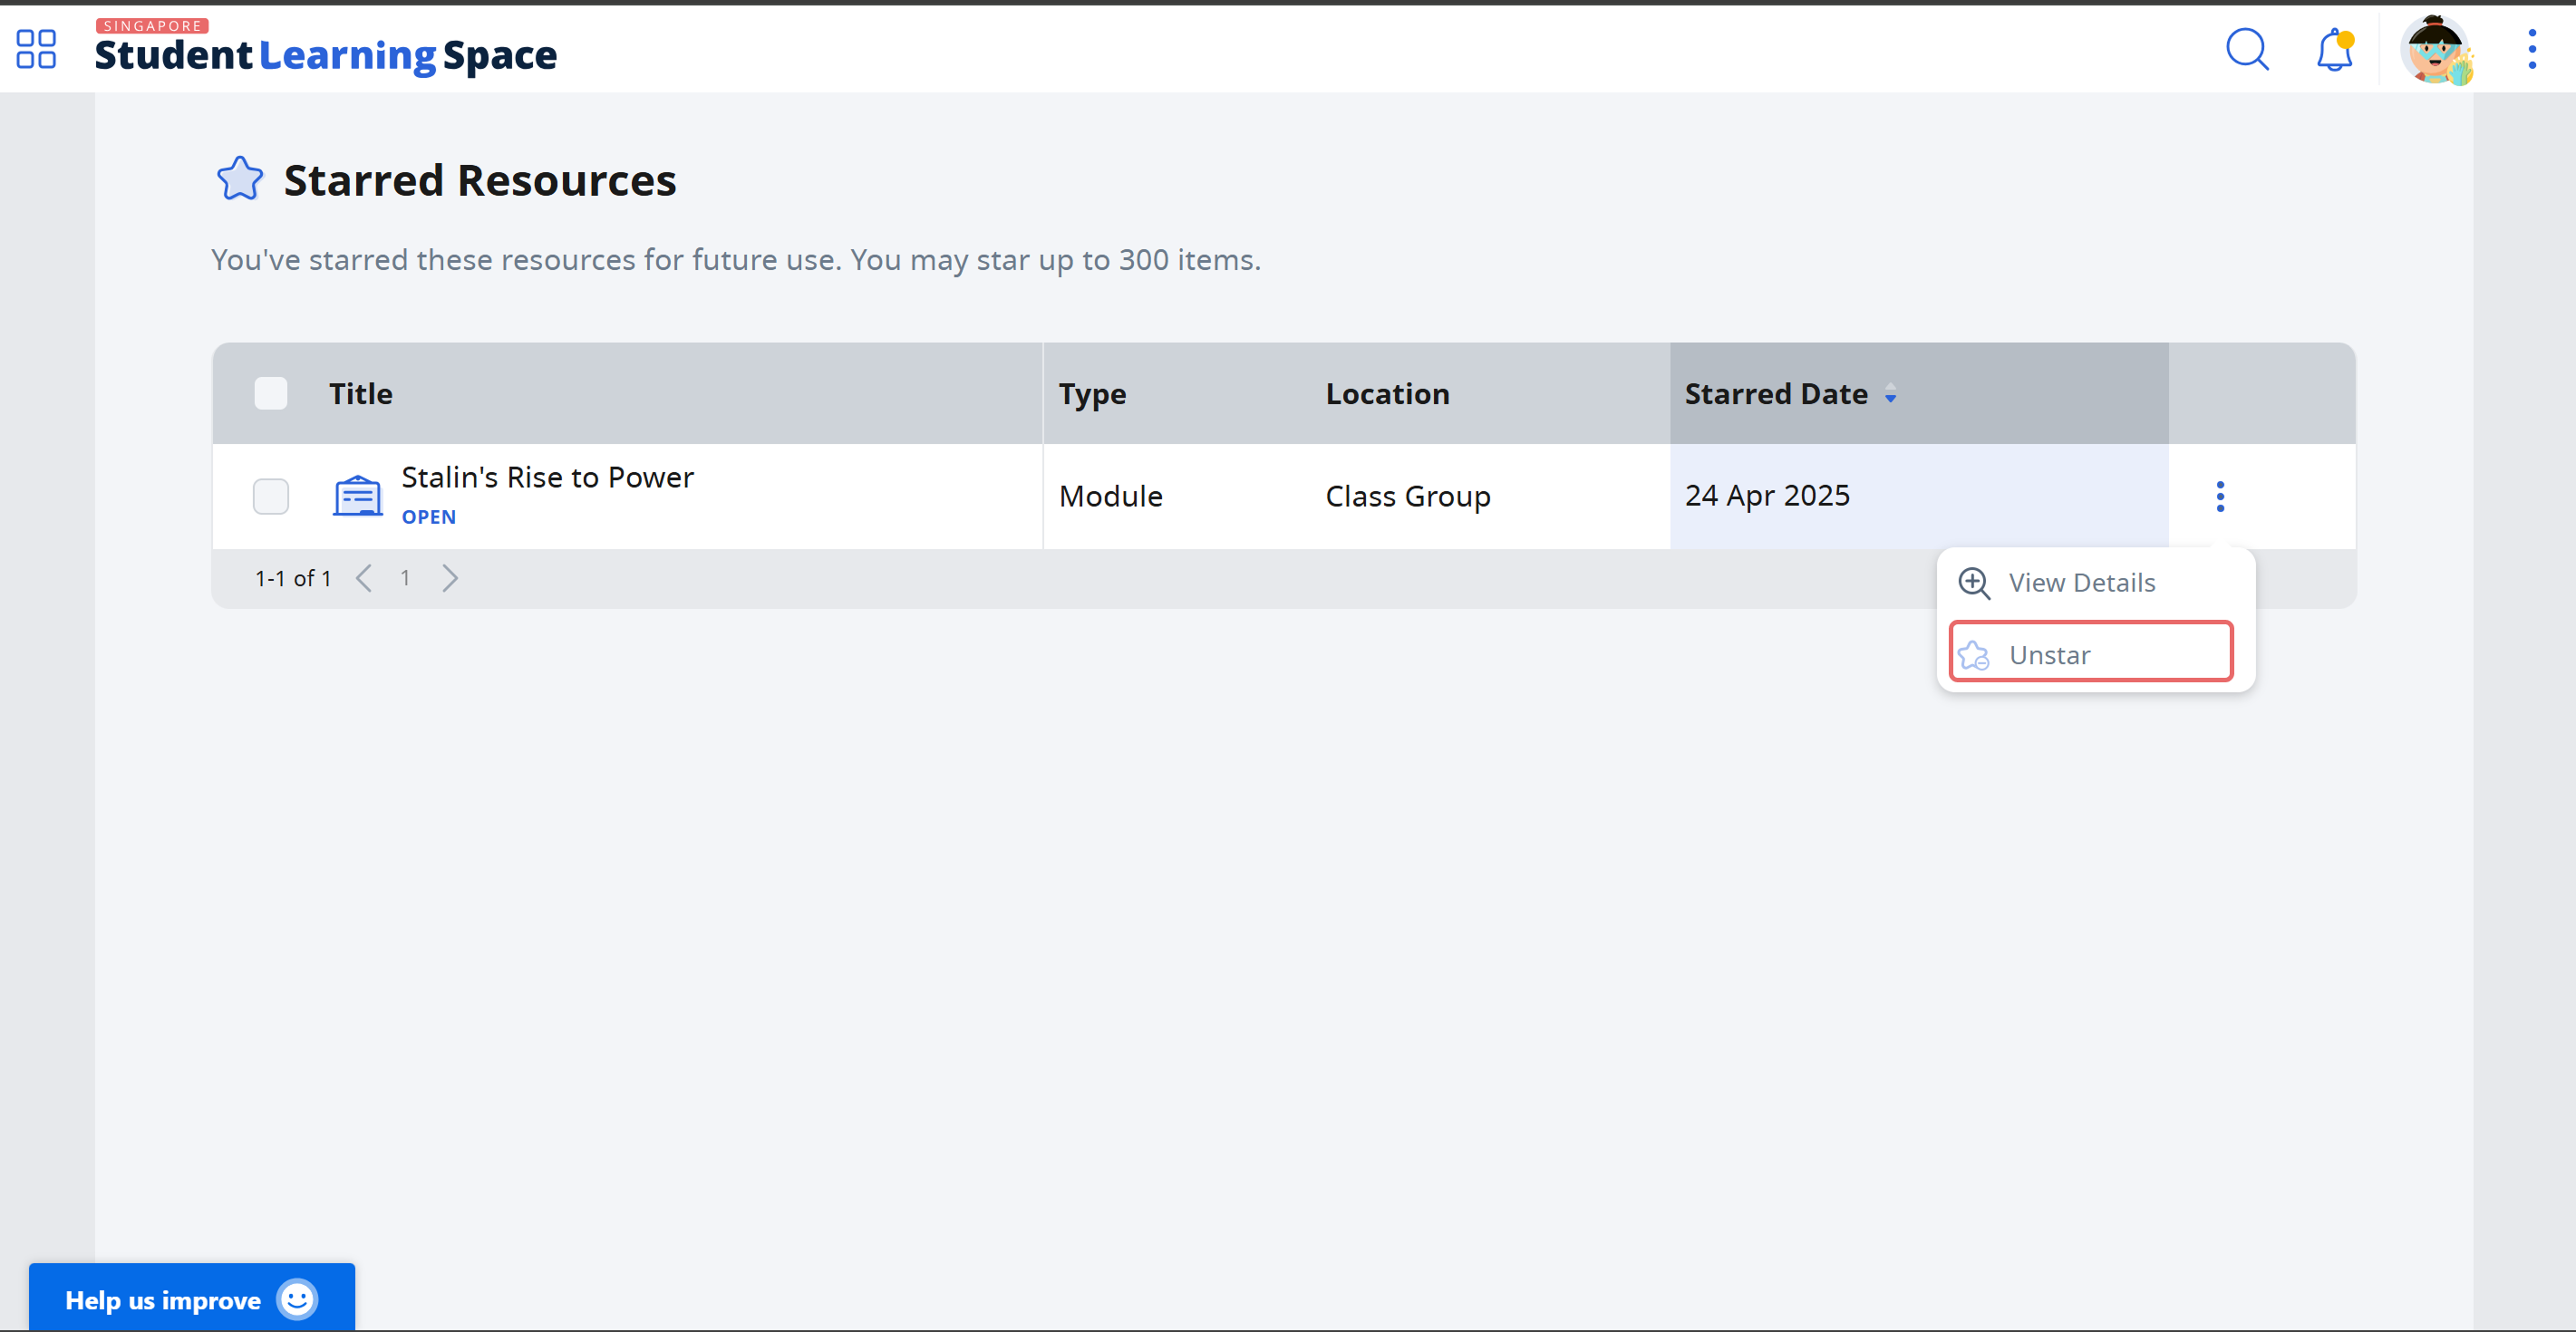 SINGAPORE
Student Learning Space
Starred Resources
You've starred these resources for future use. You may star up to 300 items.
Title Type Location Starred Date
Stalin's Rise to Power
OPEN
Module Class Group 24 Apr 2025
1-1 of 1 1
View Details
Unstar
Help us improve